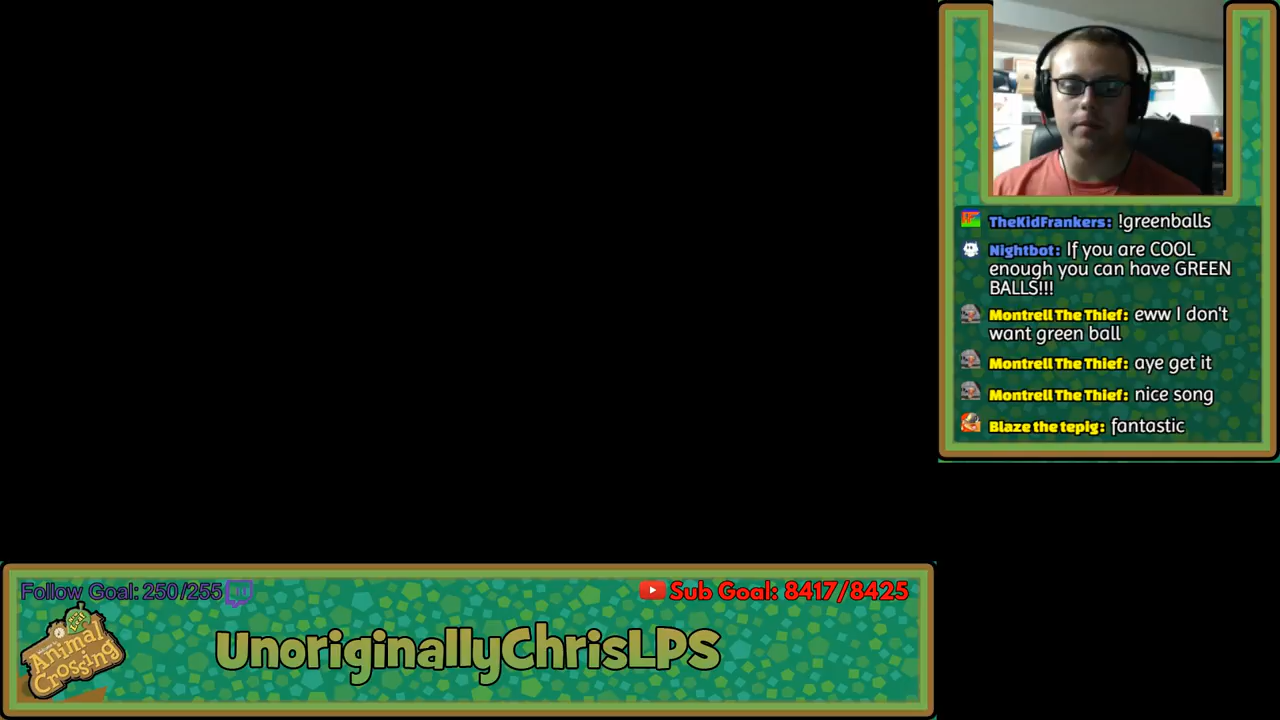 TheKidFrankers: !greenballs
Nightbot: If you are COOL
enough you can have GREEN
BALLS!!!
Montrell The Thief: eww I don't
want green ball
Montrell The Thief: aye get it
Montrell The Thief: nice song
Blaze the tepig: fantastic
Follow Goal: 250/255
Sub Goal: 8417/8425
Animal
Crossing
UnoriginallyChrisLPS